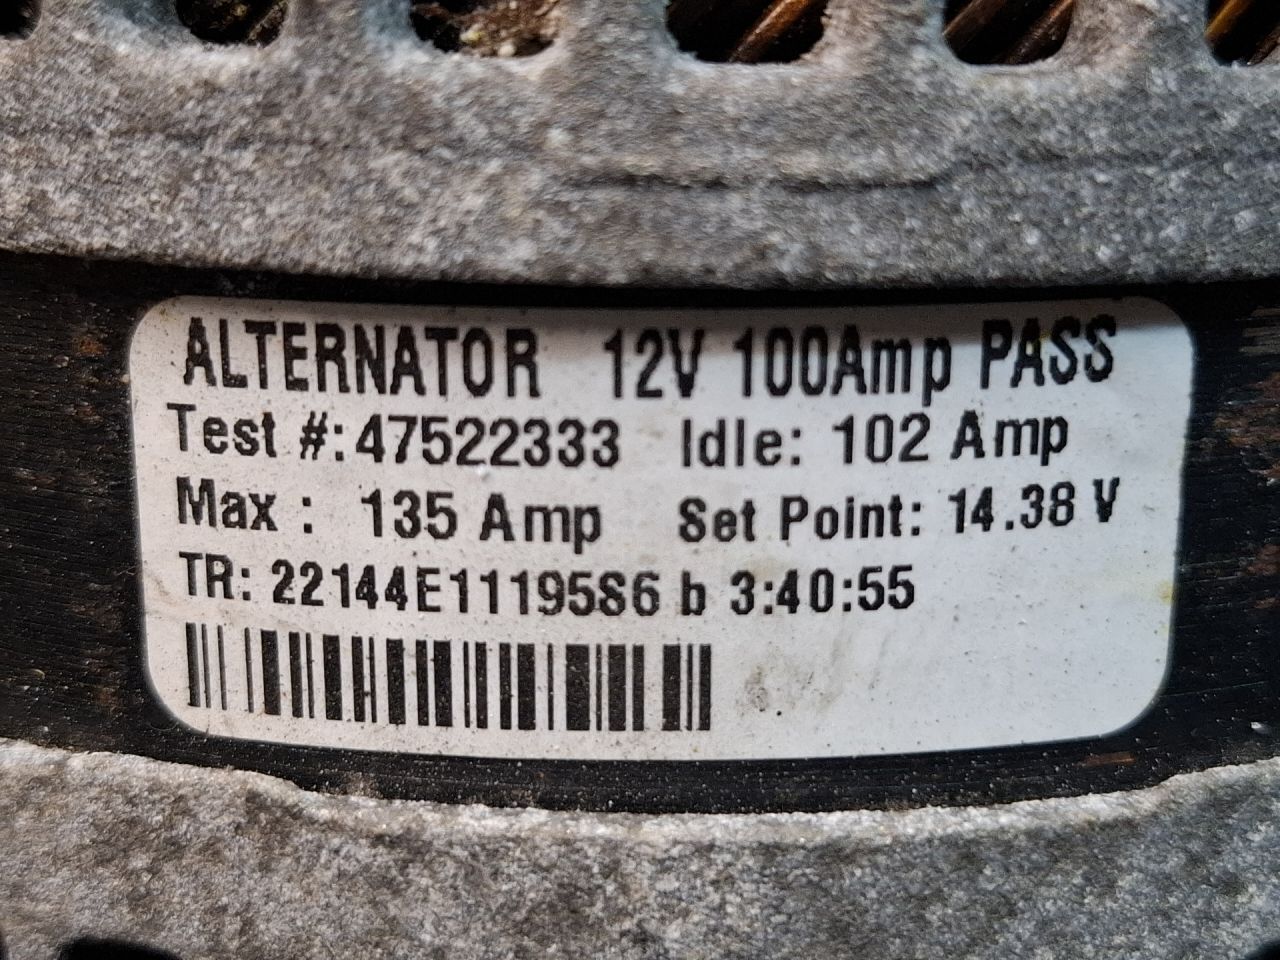 ALTERNATOR 12V 100Amp PASS
Test #:47522333 Idle: 102 Amp
Max : 135 Amp Set Point: 14.38 V
TR: 22144E1119586 b 3:40:55